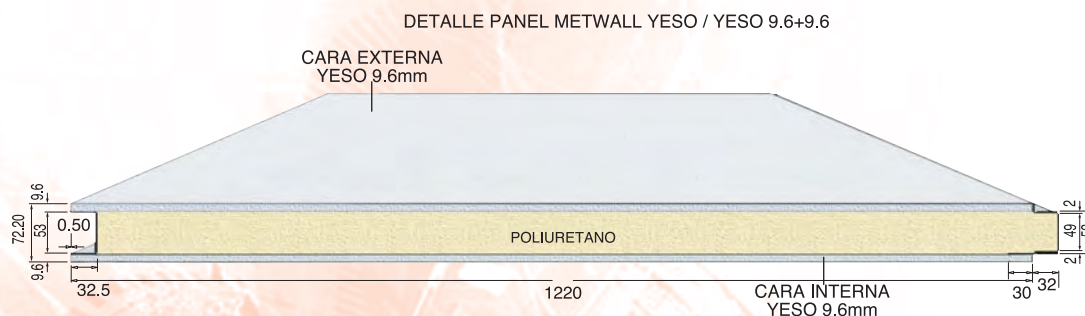 DETALLE PANEL METWALL YESO / YESO 9.6+9.6
CARA EXTERNA
YESO 9.6mm
9.6
72.20
53
0.50
9.6
POLIURETANO
2
49
53
2
32.5
1220
30
32
CARA INTERNA
YESO 9.6mm